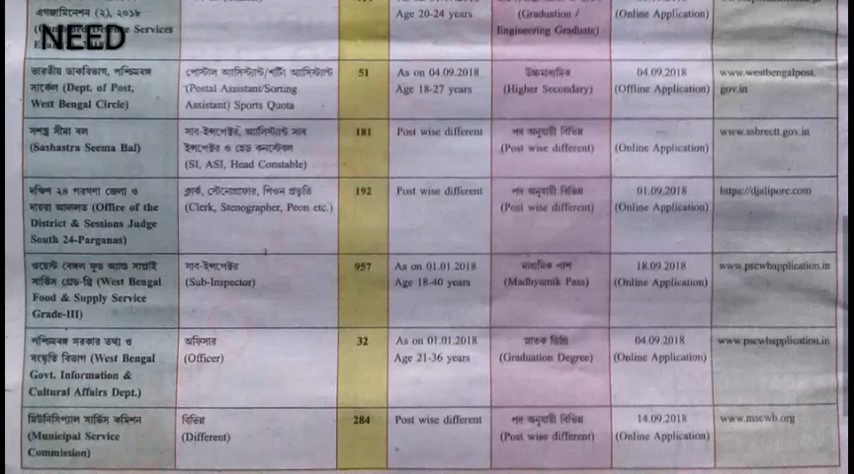 এগজামিনেশন (২), ২০১৮
Services
NEED
Age 20-24 years
(Graduation /
Engineering Graduate)
(Online Application)
ভারতীয় ডাকবিভাগ, পশ্চিমবঙ্গ
সার্কেল (Dept. of Post,
West Bengal Circle)
পোস্টাল অ্যাসিস্ট্যান্ট/শর্টিং অ্যাসিস্ট্যান্ট
(Postal Assistant/Sorting
Assistant) Sports Quota
51
As on 04.09.2018
Age 18-27 years
উচ্চমাধ্যমিক
(Higher Secondary)
04.09.2018
(Offline Application)
www.westbengalpost.
gov.in
সশস্ত্র সীমা বল
(Sashastra Seema Bal)
সাব-ইন্সপেক্টর, অ্যাসিস্ট্যান্ট সাব
ইন্সপেক্টর ও হেড কনস্টেবল
(SI, ASI, Head Constable)
181
Post wise different
পদ অনুযায়ী বিভিন্ন
(Post wise different)
(Online Application)
www.ssbrectt.gov.in
দক্ষিণ ২৪ পরগণা জেলা ও
দায়রা আদালত (Office of the
District & Sessions Judge
South 24-Parganas)
ক্লার্ক, স্টেনোগ্রাফার, পিওন প্রভৃতি
(Clerk, Stenographer, Peon etc.)
192
Post wise different
পদ অনুযায়ী বিভিন্ন
(Post wise different)
01.09.2018
(Online Application)
https://djalipore.com
ওয়েস্ট বেঙ্গল ফুড অ্যান্ড সাপ্লাই
সার্ভিস গ্রেড-থ্রি (West Bengal
Food & Supply Service
Grade-III)
সাব-ইন্সপেক্টর
(Sub-Inspector)
957
As on 01.01.2018
Age 18-40 years
মাধ্যমিক পাশ
(Madhyamik Pass)
18.09.2018
(Online Application)
www.pscwbapplication.in
পশ্চিমবঙ্গ সরকার তথ্য ও
সংস্কৃতি বিভাগ (West Bengal
Govt. Information &
Cultural Affairs Dept.)
অফিসার
(Officer)
32
As on 01.01.2018
Age 21-36 years
স্নাতক ডিগ্রি
(Graduation Degree)
04.09.2018
(Online Application)
www.pscwbapplication.in
মিউনিসিপ্যাল সার্ভিস কমিশন
(Municipal Service
Commission)
বিভিন্ন
(Different)
284
Post wise different
পদ অনুযায়ী বিভিন্ন
(Post wise different)
14.09.2018
(Online Application)
www.mscwb.org